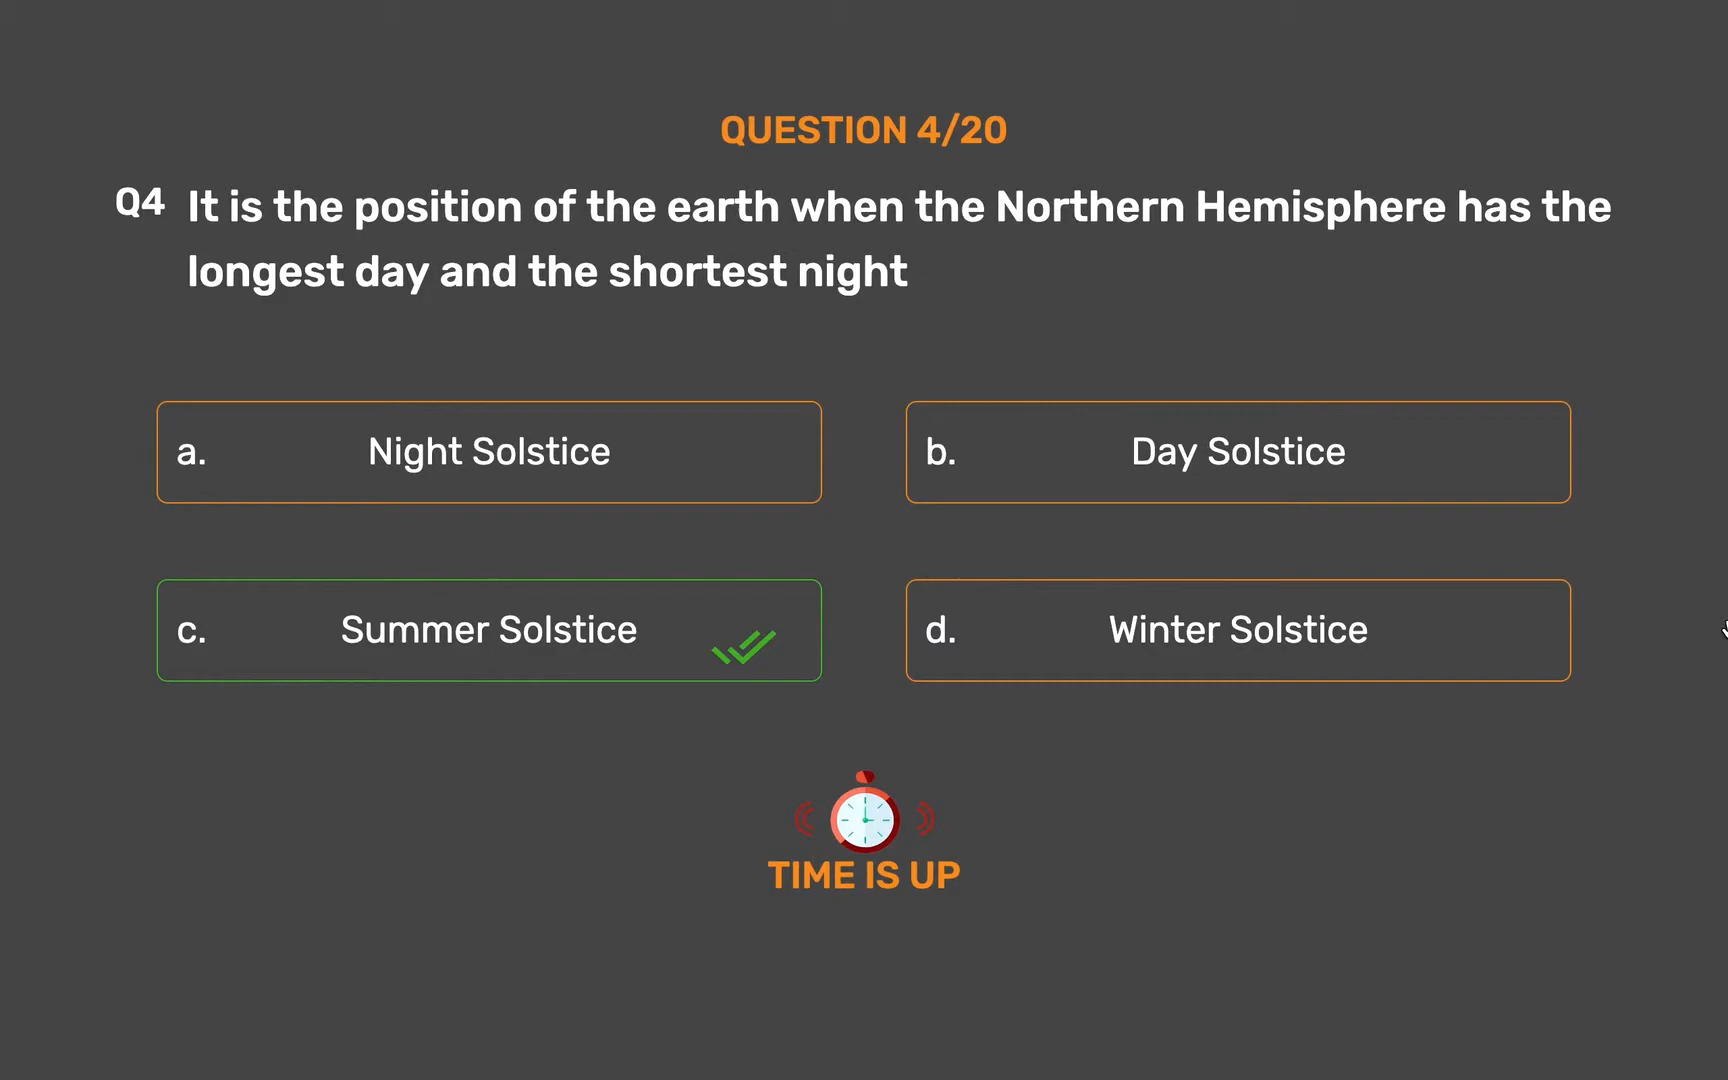 QUESTION 4/20
Q4 It is the position of the earth when the Northern Hemisphere has the
longest day and the shortest night
a. Night Solstice
b. Day Solstice
c. Summer Solstice
d. Winter Solstice
TIME IS UP